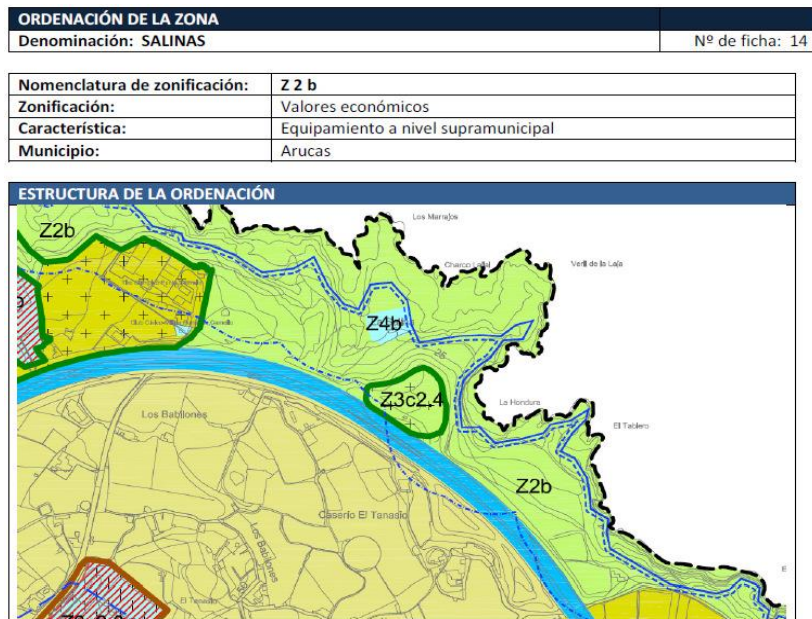 ORDENACIÓN DE LA ZONA
Denominación: SALINAS Nº de ficha: 14
Nomenclatura de zonificación: Z 2 b
Zonificación: Valores económicos
Característica: Equipamiento a nivel supramunicipal
Municipio: Arucas
ESTRUCTURA DE LA ORDENACIÓN
Los Marrajos
Z2b
Charco Lajial
Veril de la Laja
Z4b
Z3c2.4
La Hondura
Los Babilones
El Tablero
Z2b
Caserío El Tanasio
Los Babilones
El Tanasio